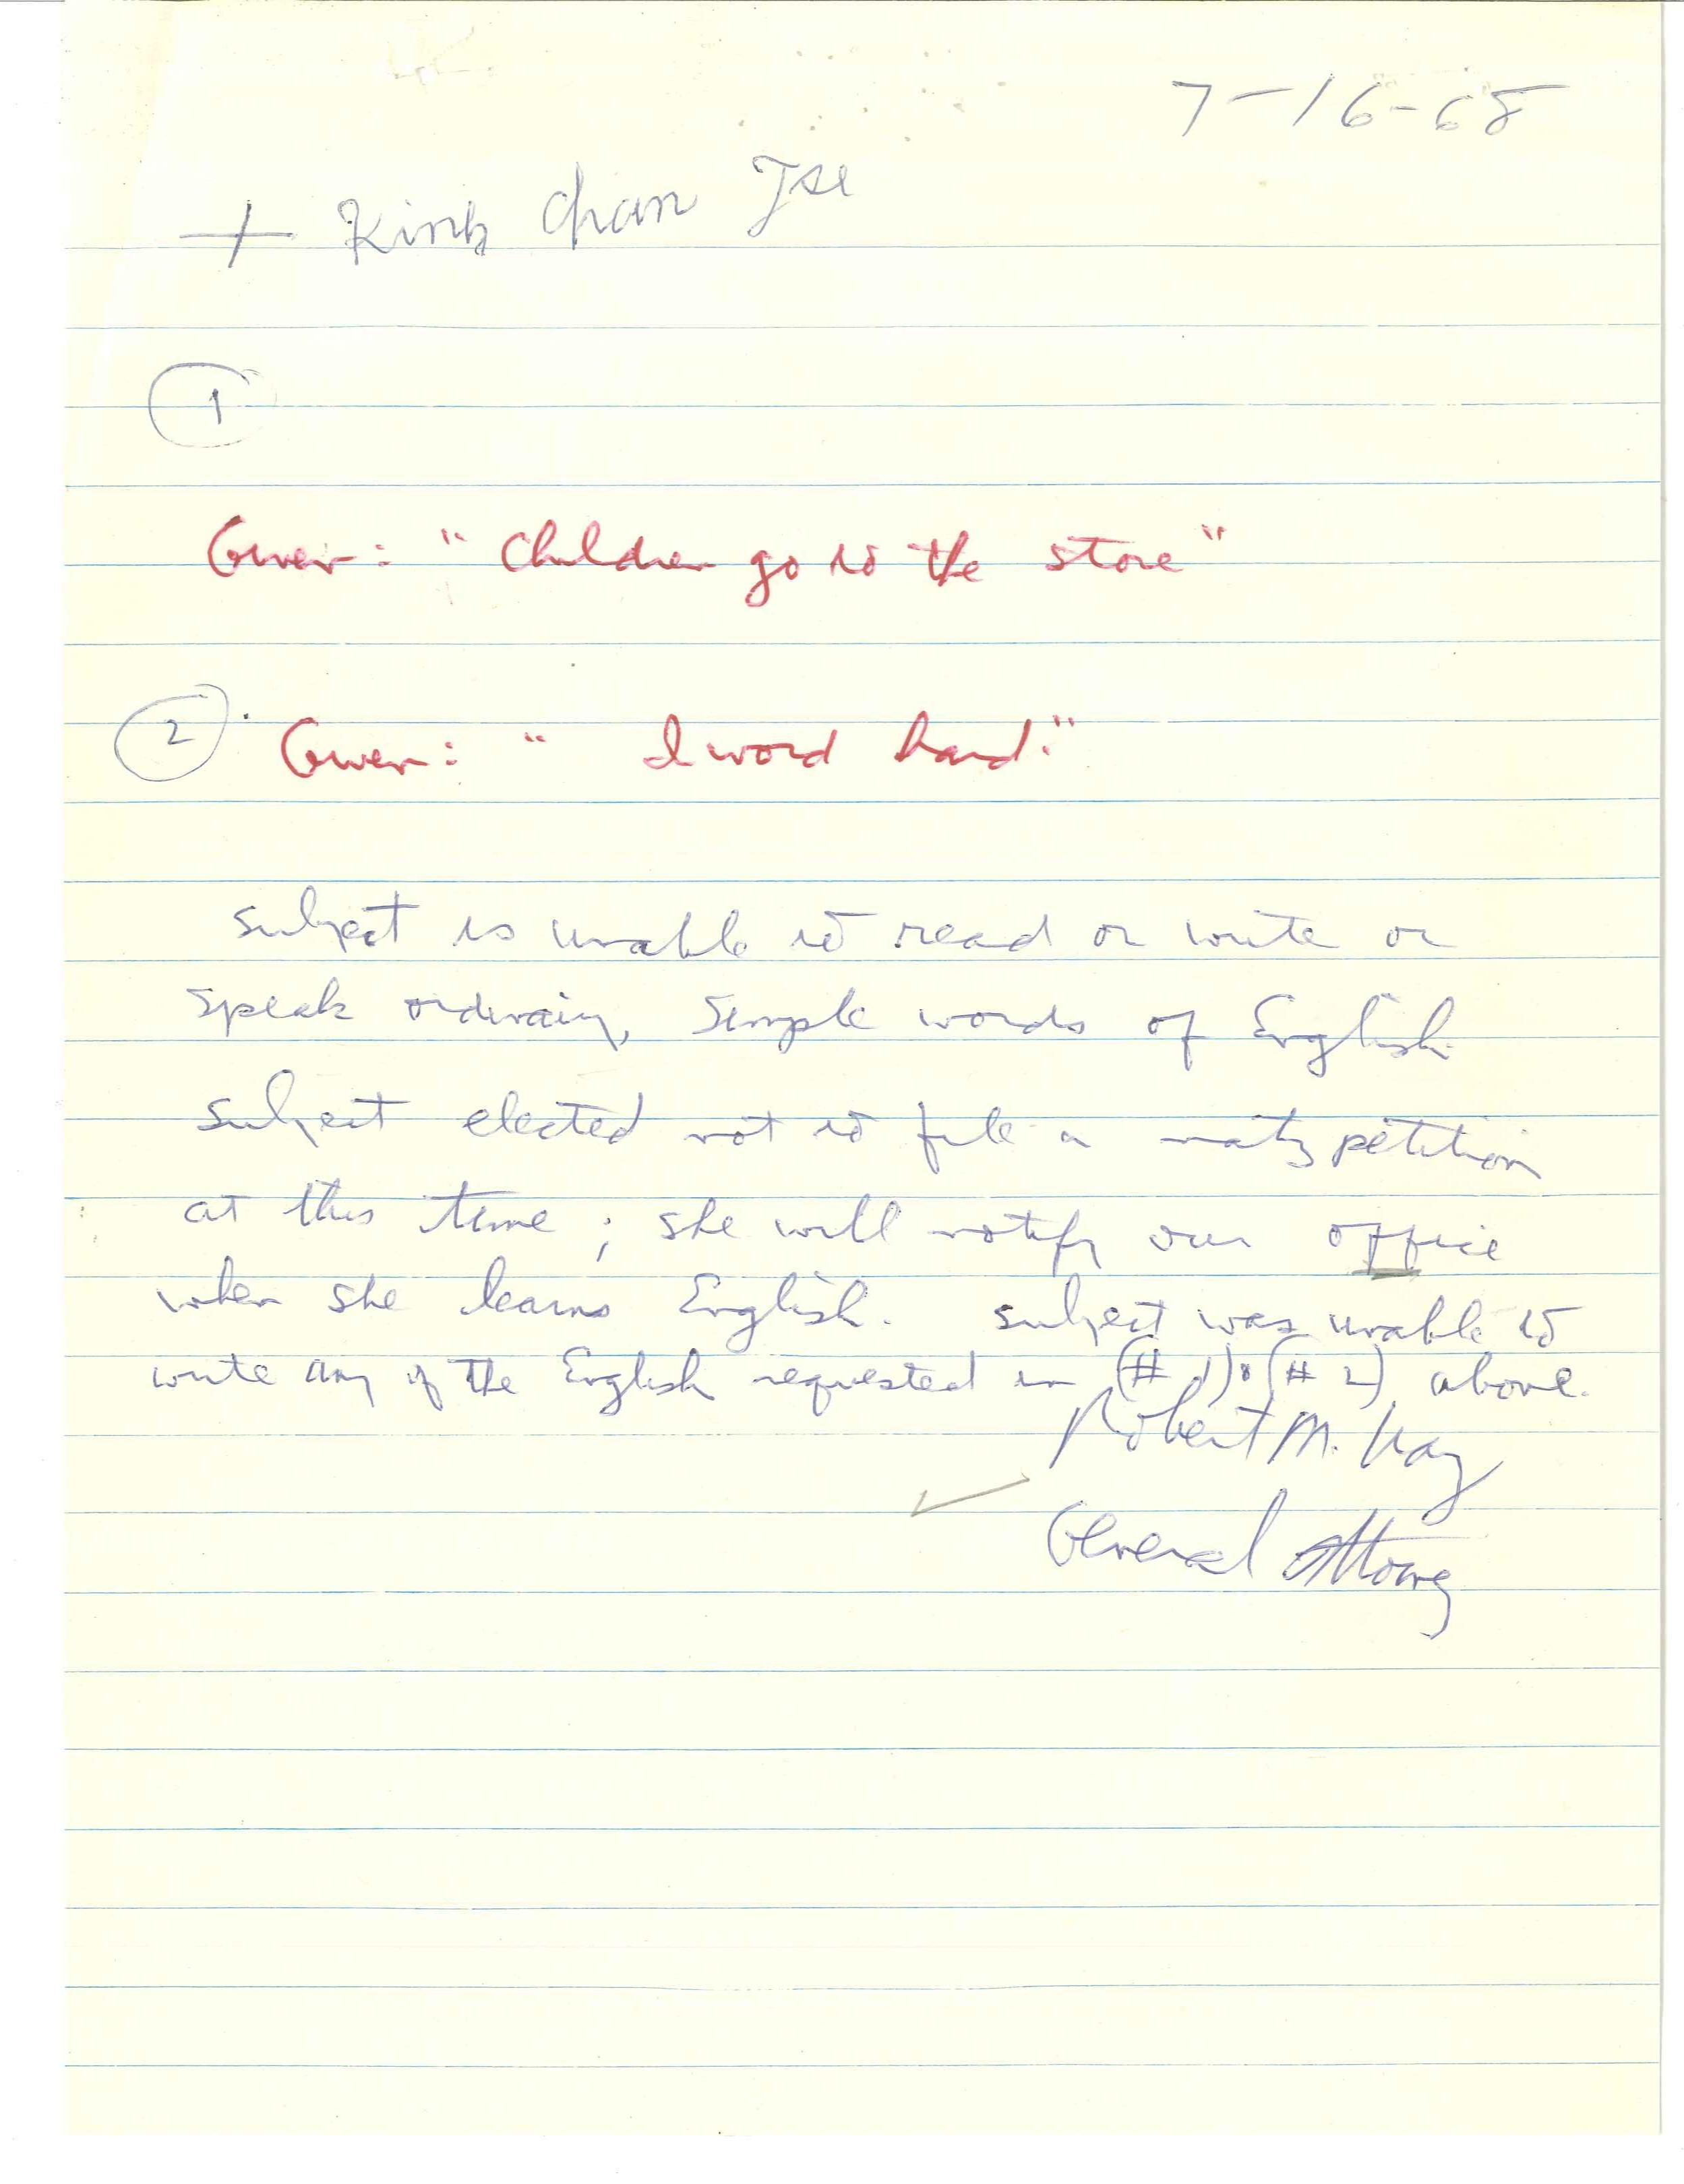 7-16-68
+ Kink Chan Tse
1
Given: "Children go to the store"
2 Given: "I word hard."
Subject is unable to read or write or
speak ordinary, simple words of English
Subject elected not to file a natz petition
at this time; she will notify our office
when she learns English. Subject was unable to
write any of the English requested in (#1) & (#2) above.
Robert M.
General Attorney